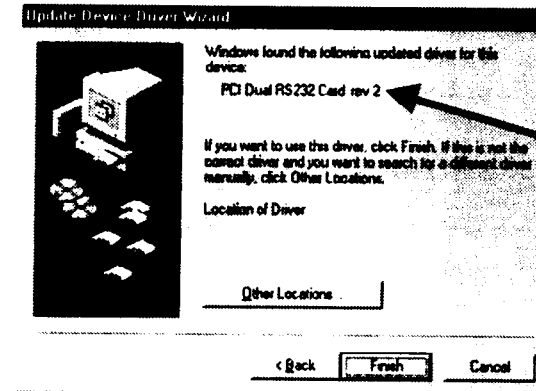 Update Device Driver Wizard
Windows found the following updated driver for this
device:
PCI Dual RS232 Card rev 2
If you want to use this driver, click Finish. If this is not the
correct driver and you want to search for a different driver
manually, click Other Locations.
Location of Driver
Other Locations
< Back Finish Cancel